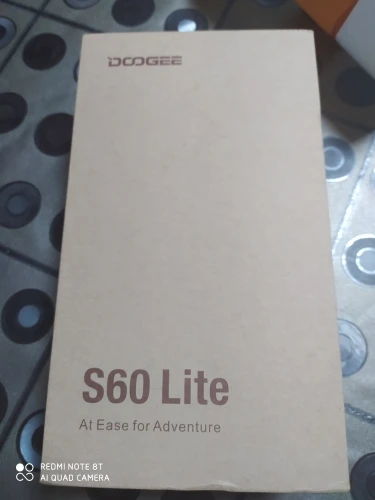 DOOGEE
S60 Lite
At Ease for Adventure
REDMI NOTE 8T
AI QUAD CAMERA